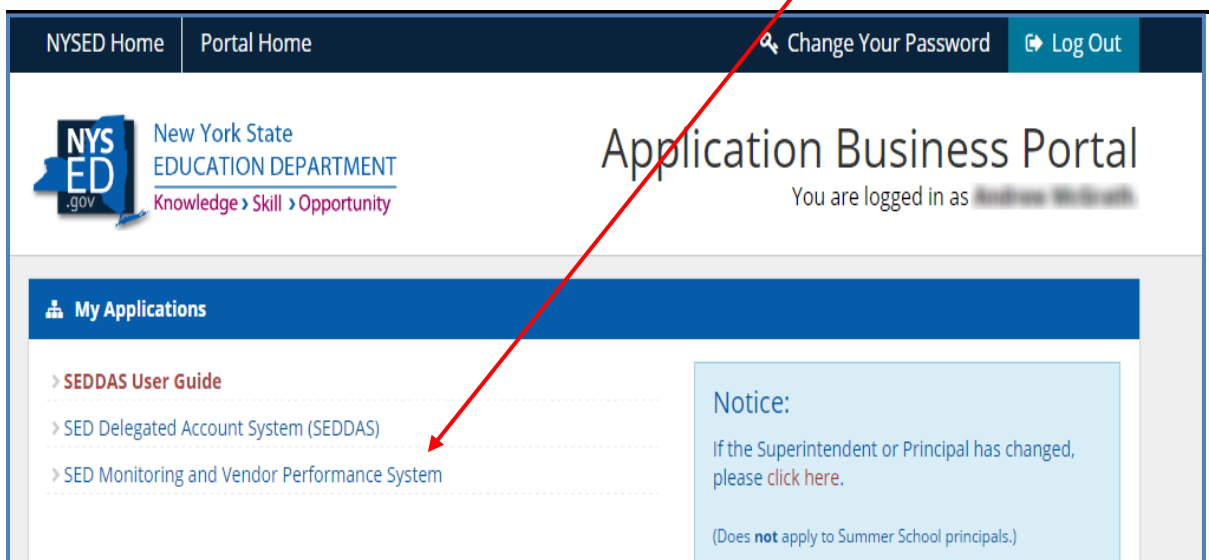 NYSED Home Portal Home Change Your Password Log Out
NYS
ED
.gov
New York State
EDUCATION DEPARTMENT
Knowledge › Skill › Opportunity
Application Business Portal
You are logged in as
My Applications
› SEDDAS User Guide
› SED Delegated Account System (SEDDAS)
› SED Monitoring and Vendor Performance System
Notice:
If the Superintendent or Principal has changed,
please click here.
(Does not apply to Summer School principals.)